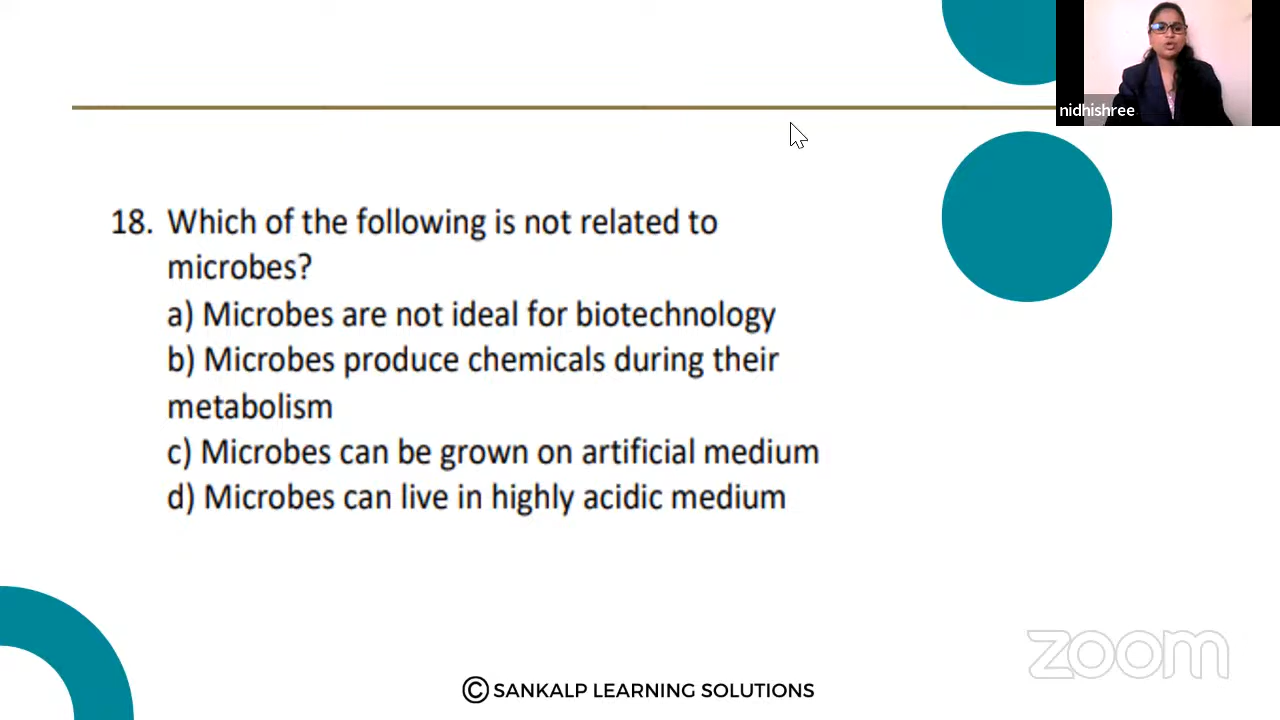 nidhishree
18. Which of the following is not related to
microbes?
a) Microbes are not ideal for biotechnology
b) Microbes produce chemicals during their
metabolism
c) Microbes can be grown on artificial medium
d) Microbes can live in highly acidic medium
zoom
© SANKALP LEARNING SOLUTIONS